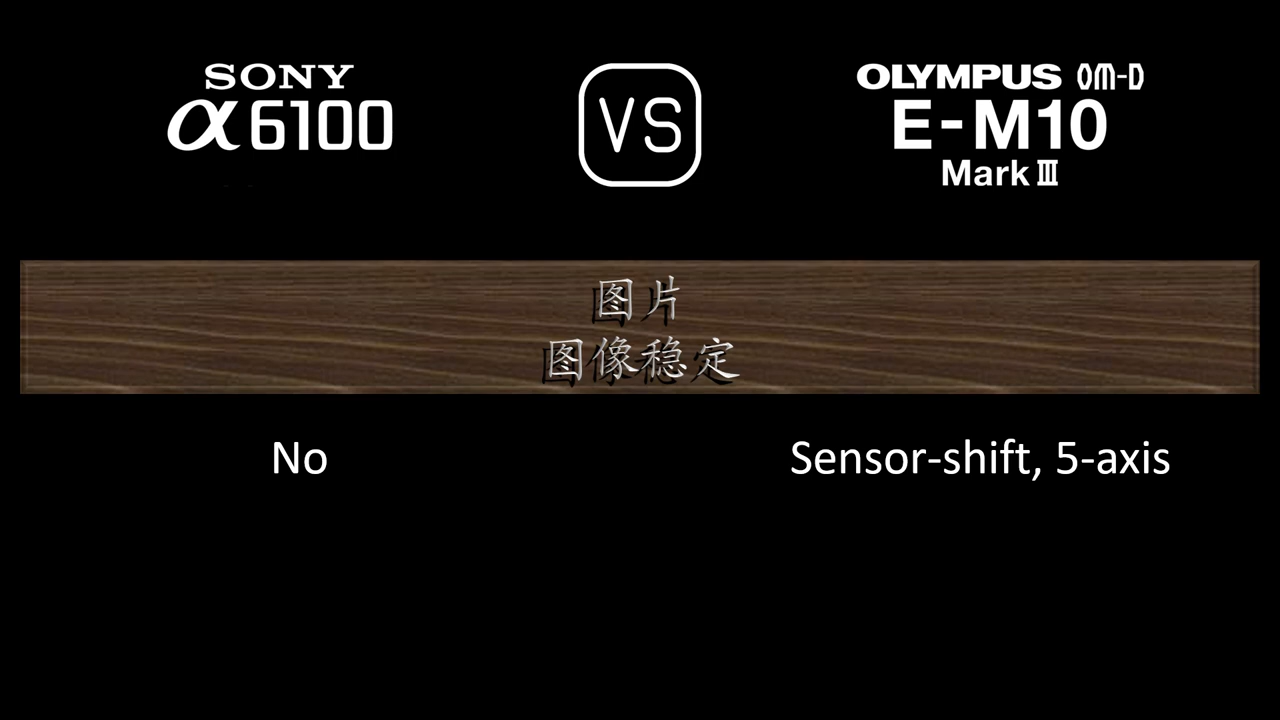 SONY
α6100
VS
OLYMPUS OM-D
E-M10
Mark III
图片
图像稳定
No
Sensor-shift, 5-axis